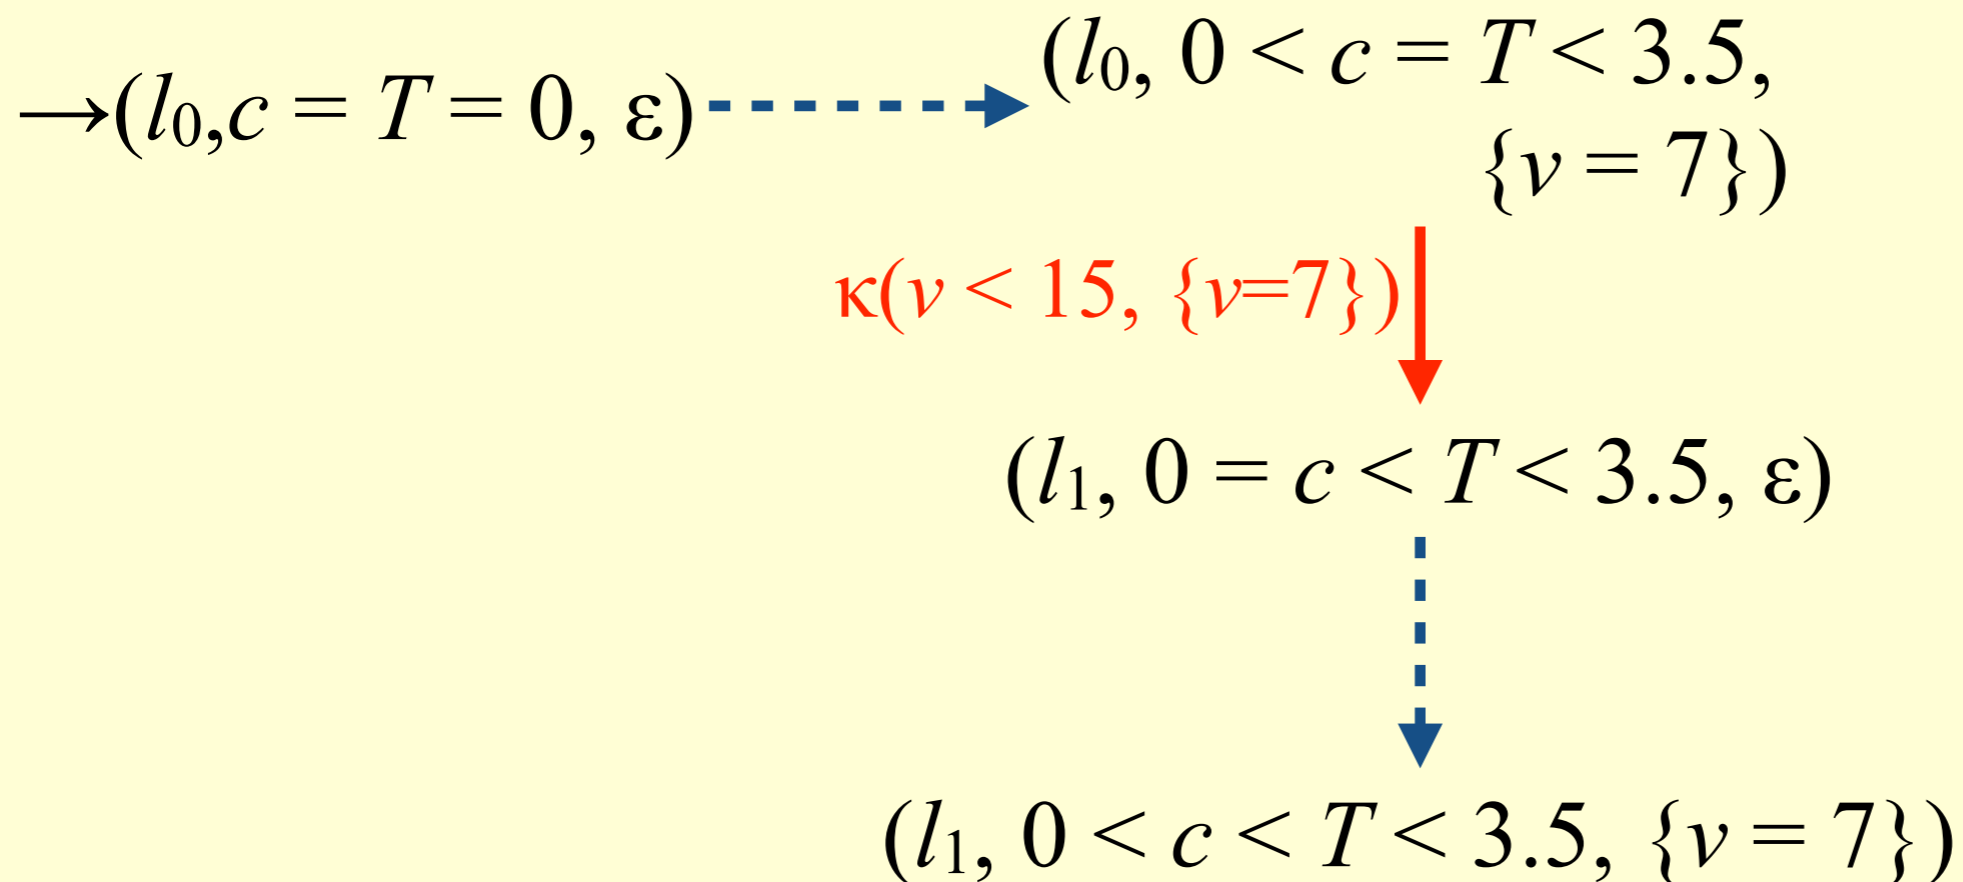 →(l₀,c = T = 0, ε)
(l₀, 0 < c = T < 3.5,
{v = 7})
κ(v < 15, {v=7})
(l₁, 0 = c < T < 3.5, ε)
(l₁, 0 < c < T < 3.5, {v = 7})